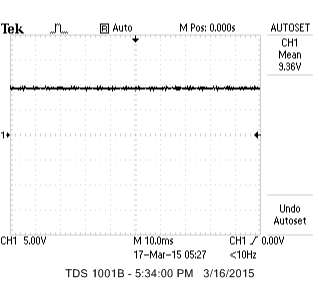 Tek R Auto M Pos: 0.000s AUTOSET
CH1
Mean
9.36V
1
Undo
Autoset
CH1 5.00V M 10.0ms CH1 / 0.00V
17-Mar-15 05:27 <10Hz
TDS 1001B - 5:34:00 PM 3/16/2015